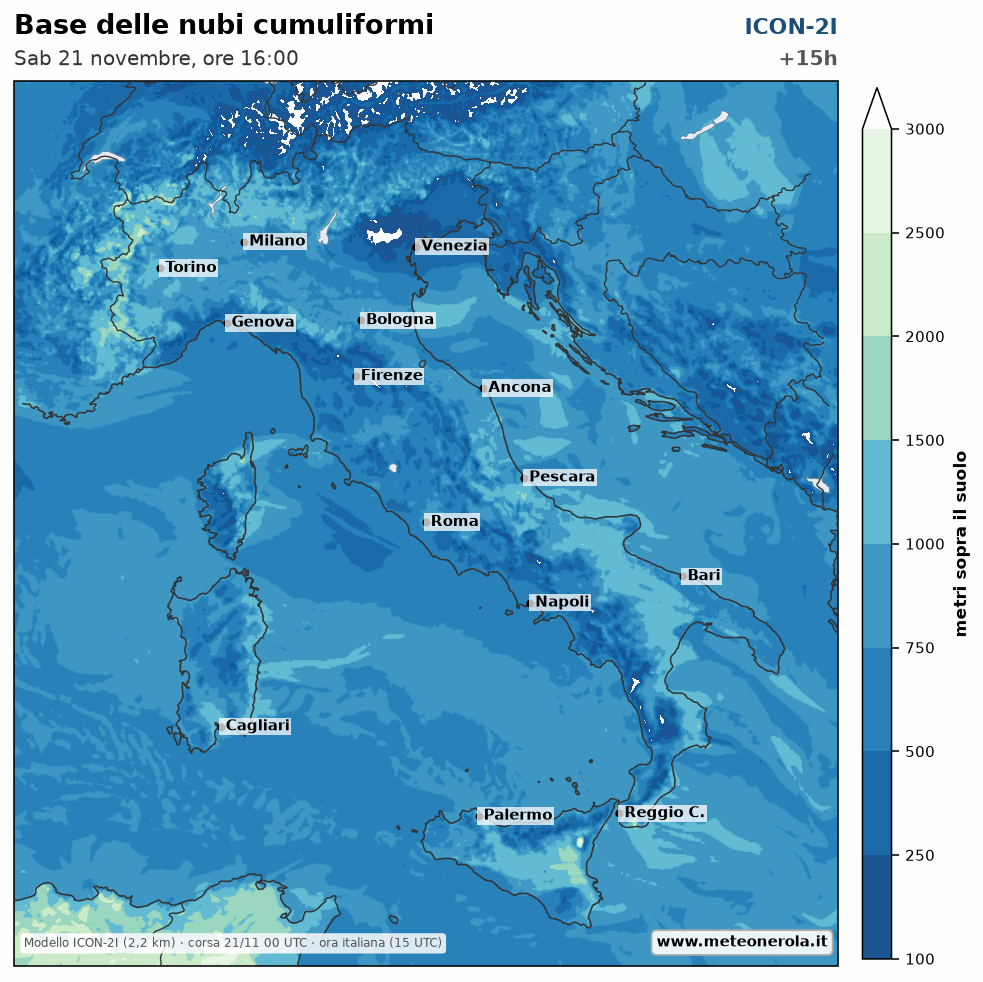 Base delle nubi cumuliformi
ICON-2I
Sab 21 novembre, ore 16:00
+15h
3000
2500
2000
1500
1000
750
500
250
100
metri sopra il suolo
Milano
Venezia
Torino
Genova
Bologna
Firenze
Ancona
Pescara
Roma
Bari
Napoli
Cagliari
Palermo
Reggio C.
Modello ICON-2I (2,2 km) · corsa 21/11 00 UTC · ora italiana (15 UTC)
www.meteonerola.it